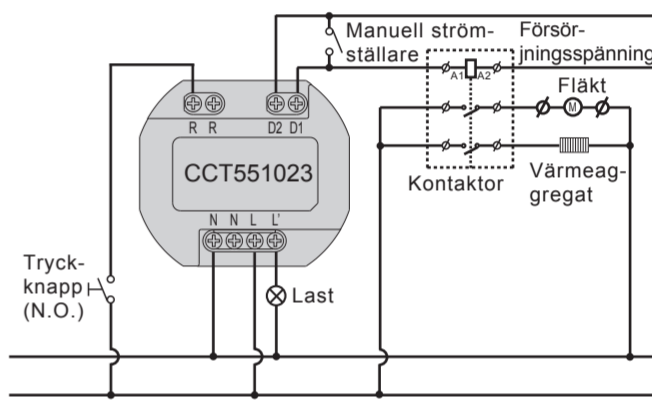 Manuell ström-
ställare
Försör-
jningsspänning
A1 A2
Fläkt
M
R R
D2 D1
CCT551023
Kontaktor
Värmeag-
gregat
N N L L'
Tryck-
knapp
(N.O.)
Last